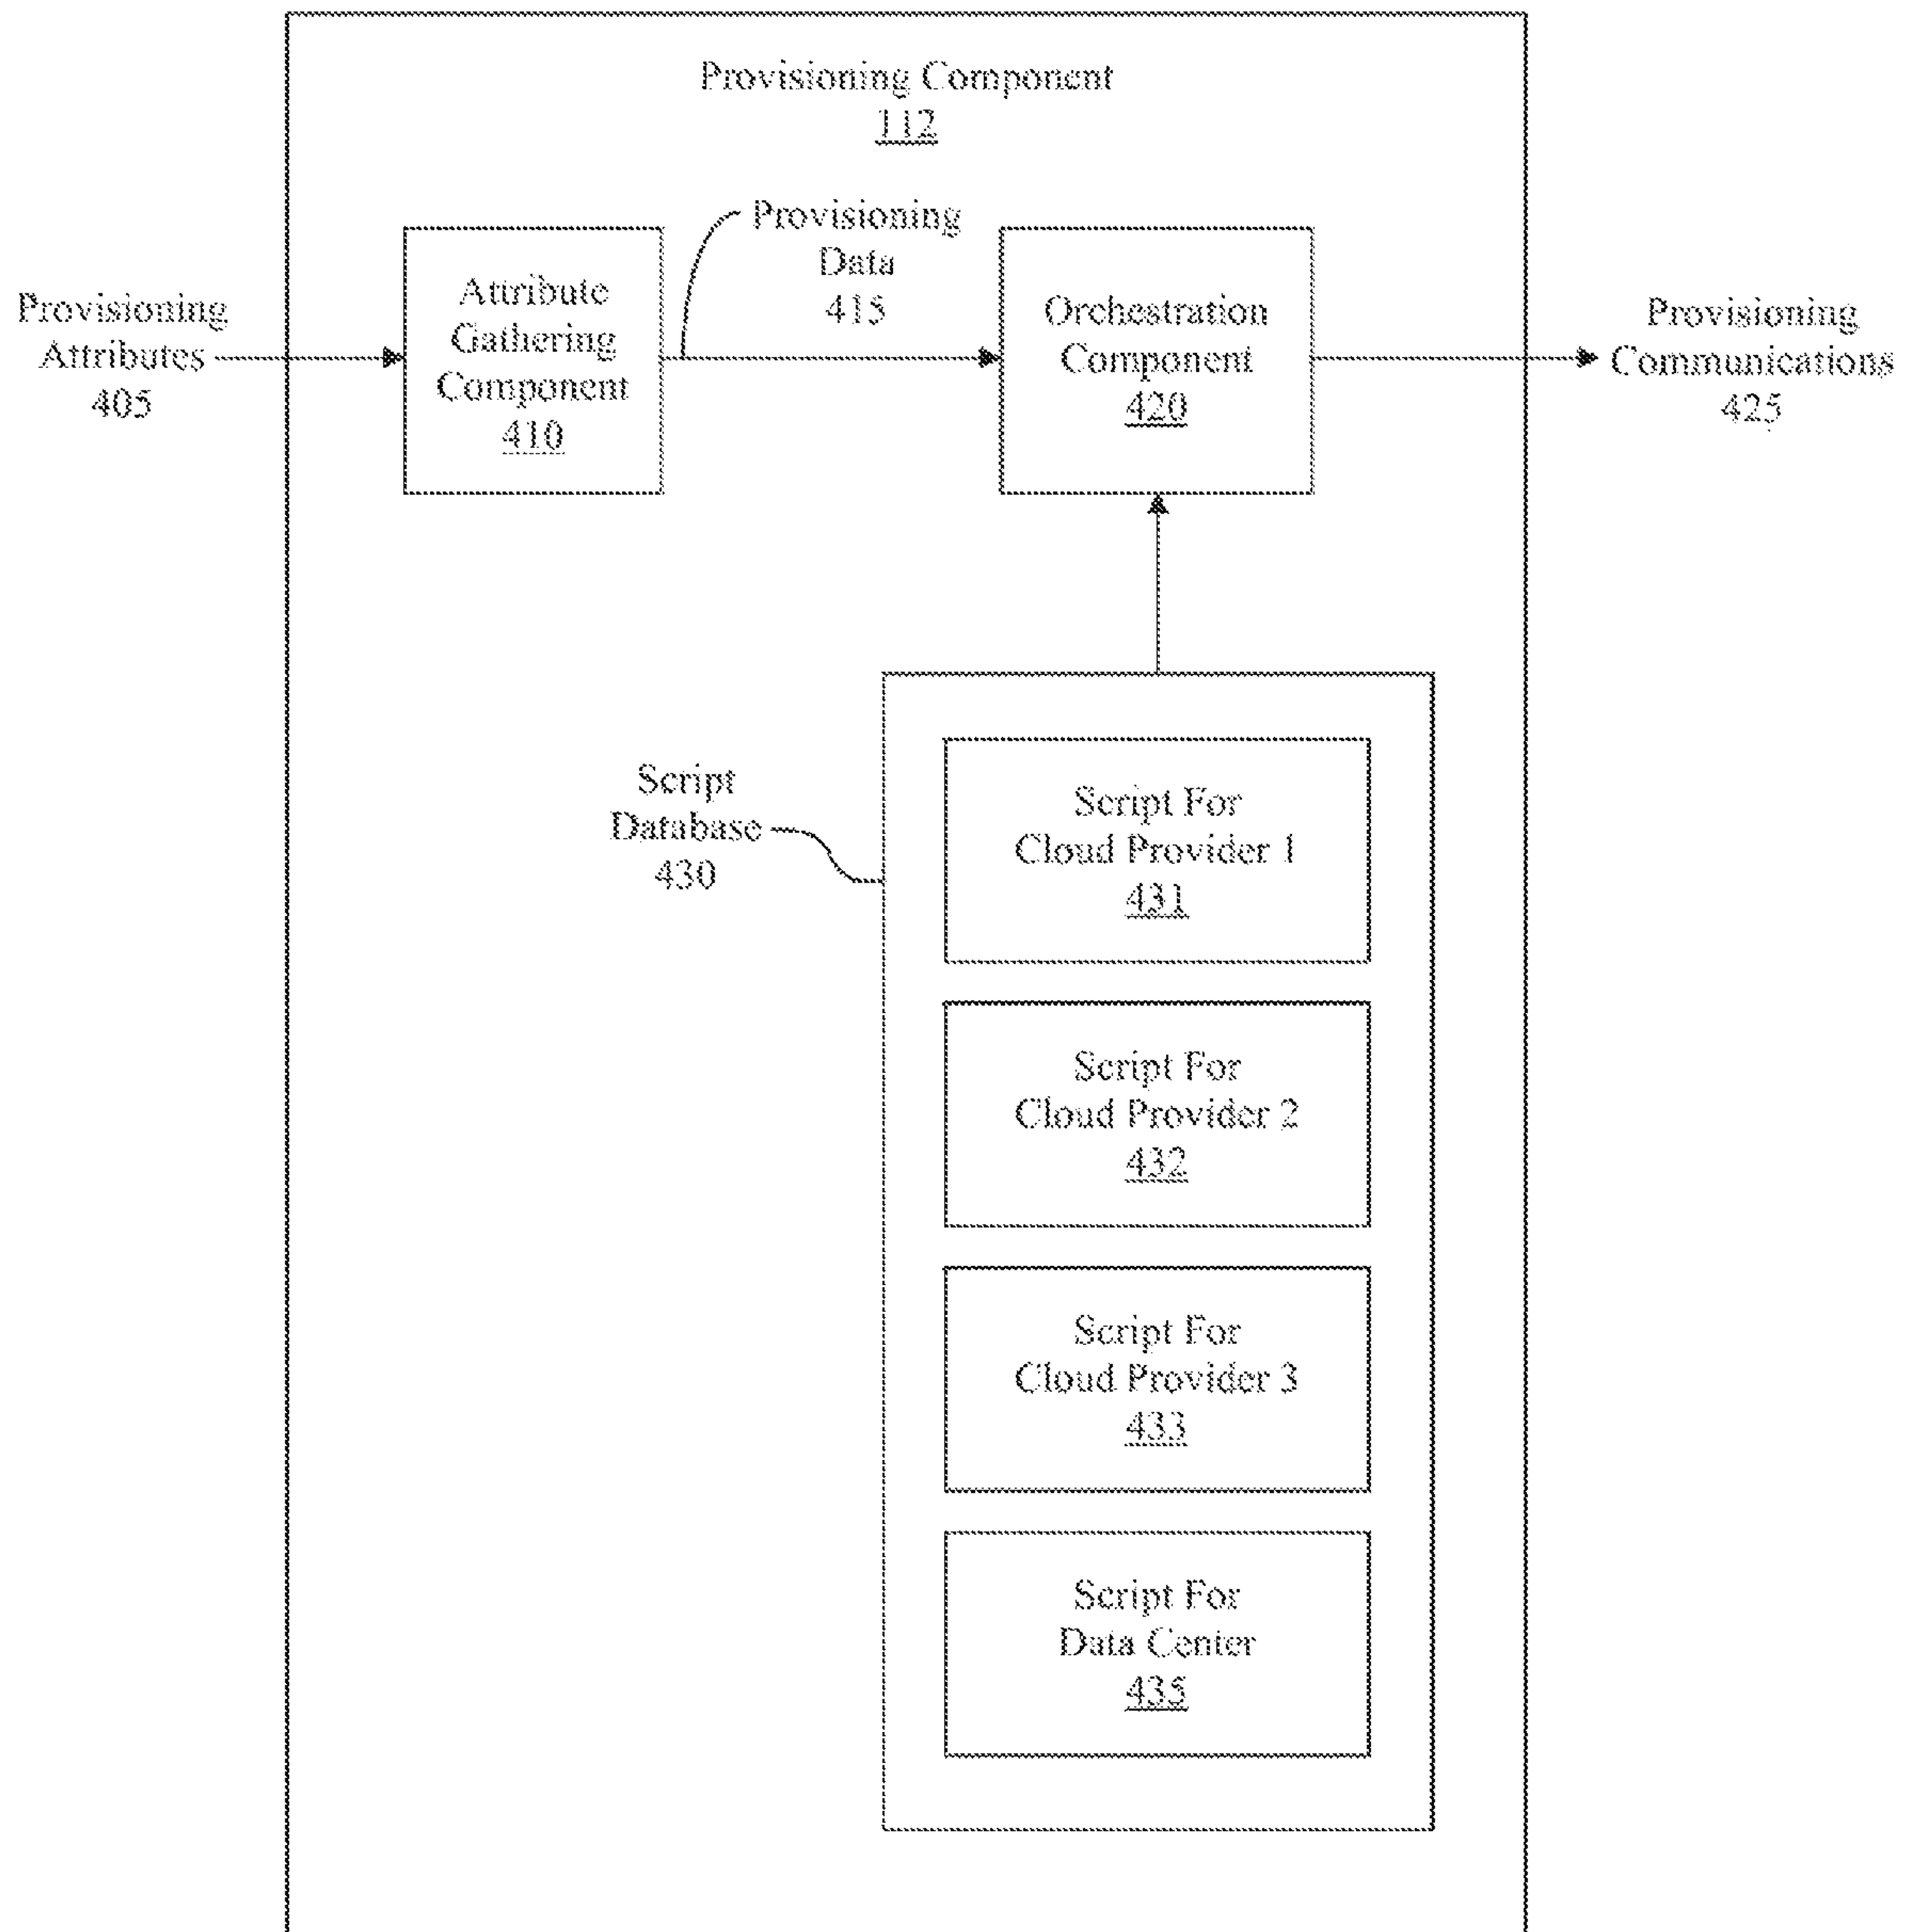 Provisioning Component
112
Provisioning
Attributes
405
Attribute
Gathering
Component
410
Provisioning
Data
415
Orchestration
Component
420
Provisioning
Communications
425
Script
Database
430
Script For
Cloud Provider 1
431
Script For
Cloud Provider 2
432
Script For
Cloud Provider 3
433
Script For
Data Center
435